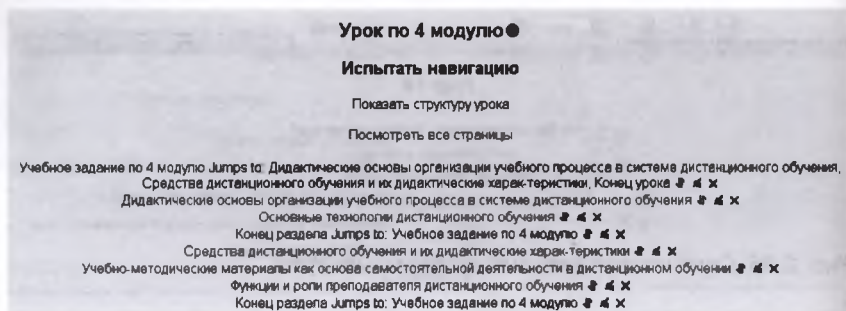 Урок по 4 модулю
Испытать навигацию
Показать структуру урока
Посмотреть все страницы
Учебное задание по 4 модулю Jumps to: Дидактические основы организации учебного процесса в системе дистанционного обучения,
Средства дистанционного обучения и их дидактические харак-теристики, Конец урока
Дидактические основы организации учебного процесса в системе дистанционного обучения
Основные технологии дистанционного обучения
Конец раздела Jumps to: Учебное задание по 4 модулю
Средства дистанционного обучения и их дидактические харак-теристики
Учебно-методические материалы как основа самостоятельной деятельности в дистанционном обучении
Функции и роли преподавателя дистанционного обучения
Конец раздела Jumps to: Учебное задание по 4 модулю